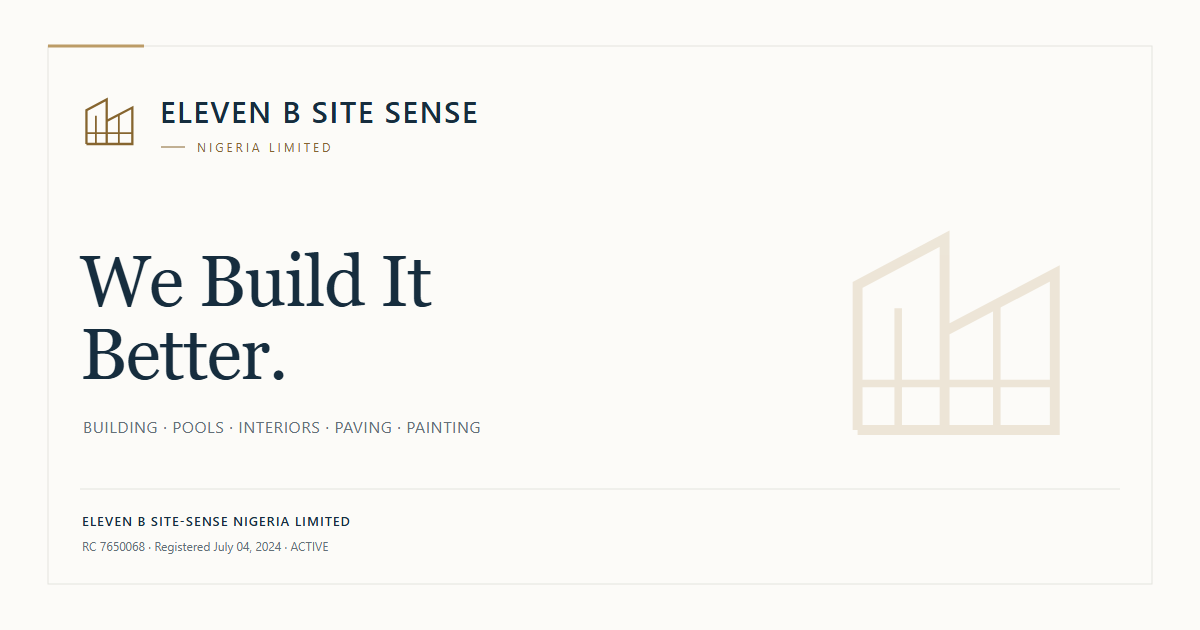 ELEVEN B SITE SENSE
NIGERIA LIMITED
We Build It
Better.
BUILDING · POOLS · INTERIORS · PAVING · PAINTING
ELEVEN B SITE-SENSE NIGERIA LIMITED
RC 7650068 · Registered July 04, 2024 · ACTIVE